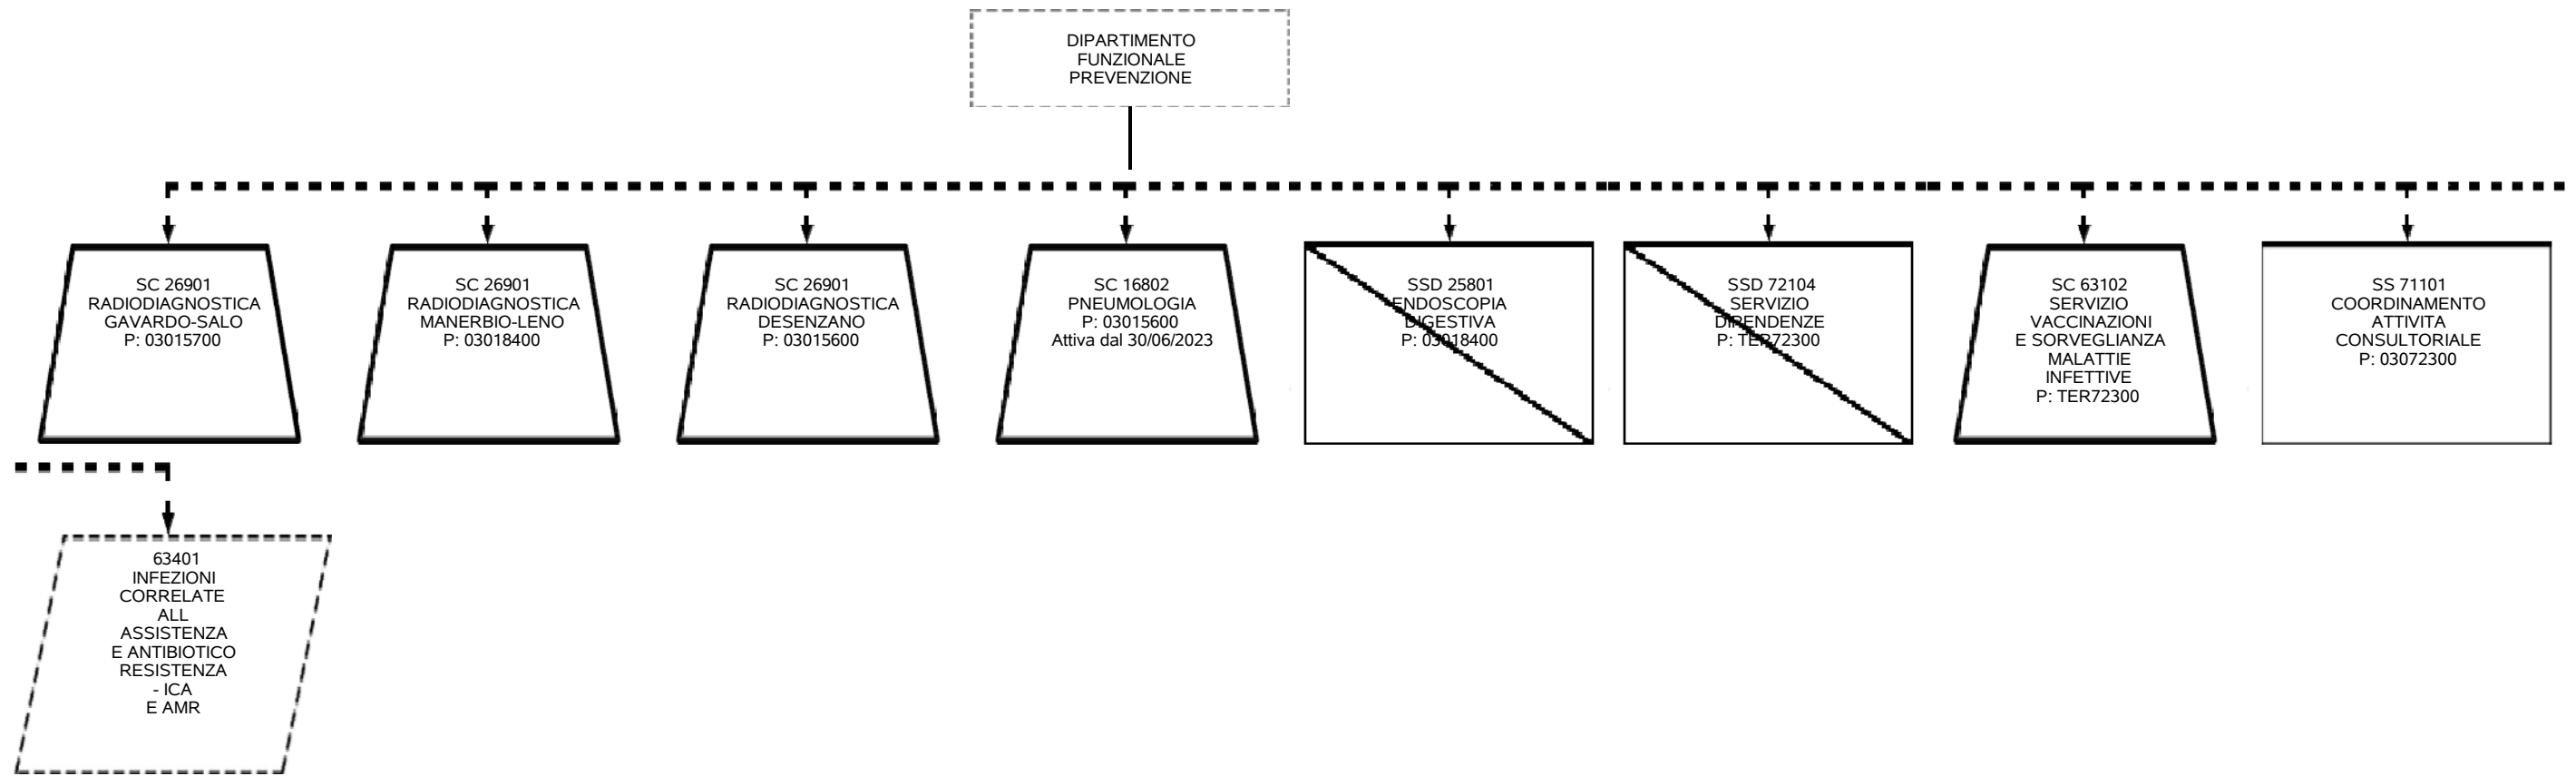 DIPARTIMENTO
FUNZIONALE
PREVENZIONE
SC 26901
RADIODIAGNOSTICA
GAVARDO-SALO
P: 03015700
SC 26901
RADIODIAGNOSTICA
MANERBIO-LENO
P: 03018400
SC 26901
RADIODIAGNOSTICA
DESENZANO
P: 03015600
SC 16802
PNEUMOLOGIA
P: 03015600
Attiva dal 30/06/2023
SSD 25801
ENDOSCOPIA
DIGESTIVA
P: 03018400
SSD 72104
SERVIZIO
DIPENDENZE
P: TER72300
SC 63102
SERVIZIO
VACCINAZIONI
E SORVEGLIANZA
MALATTIE
INFETTIVE
P: TER72300
SS 71101
COORDINAMENTO
ATTIVITA
CONSULTORIALE
P: 03072300
63401
INFEZIONI
CORRELATE
ALL
ASSISTENZA
E ANTIBIOTICO
RESISTENZA
- ICA
E AMR